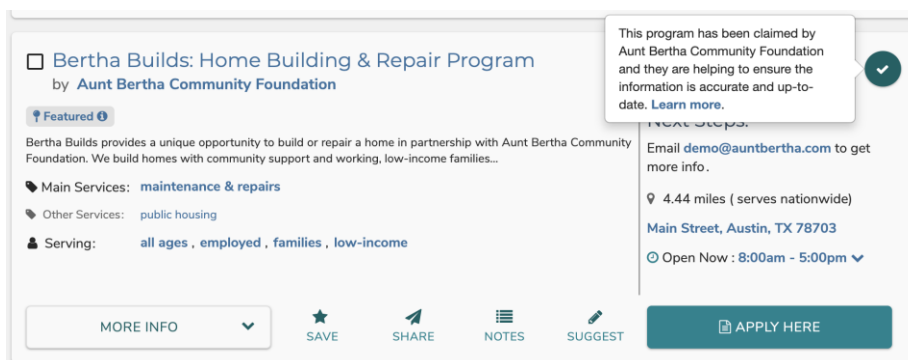 Bertha Builds: Home Building & Repair Program
by Aunt Bertha Community Foundation
Featured
Bertha Builds provides a unique opportunity to build or repair a home in partnership with Aunt Bertha Community
Foundation. We build homes with community support and working, low-income families...
Main Services: maintenance & repairs
Other Services: public housing
Serving: all ages , employed , families , low-income
This program has been claimed by
Aunt Bertha Community Foundation
and they are helping to ensure the
information is accurate and up-to-
date. Learn more.
Next Steps:
Email demo@auntbertha.com to get
more info.
4.44 miles ( serves nationwide)
Main Street, Austin, TX 78703
Open Now : 8:00am - 5:00pm
MORE INFO
SAVE
SHARE
NOTES
SUGGEST
APPLY HERE